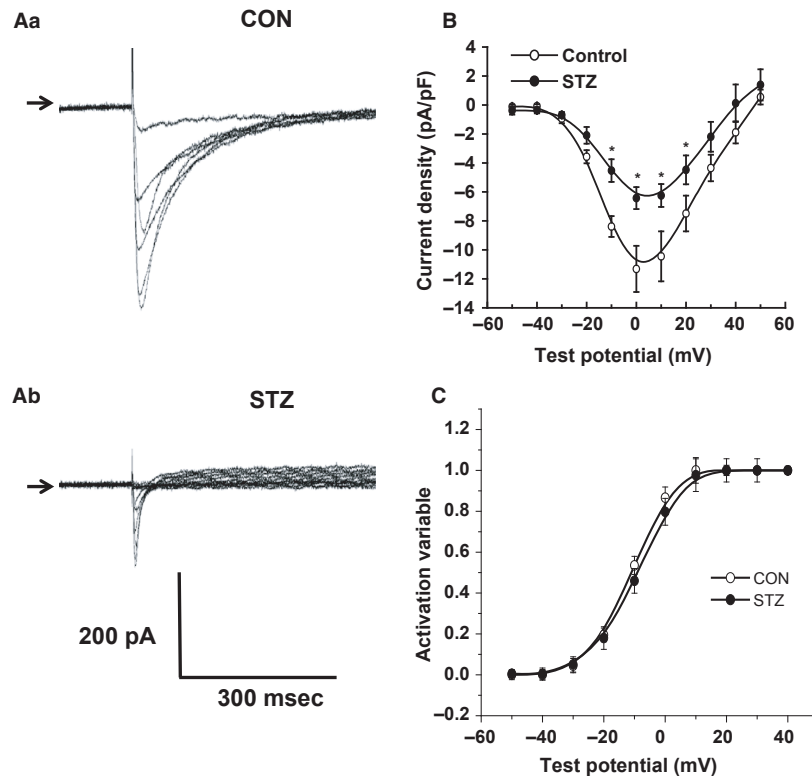 Aa
CON
Ab
STZ
200 pA
300 msec
B
Control
STZ
Current density (pA/pF)
4
2
0
–2
–4
–6
–8
–10
–12
–14
* * * *
–60 –40 –20 0 20 40 60
Test potential (mV)
C
Activation variable
1.2
1.0
0.8
0.6
0.4
0.2
0.0
–0.2
CON
STZ
–60 –40 –20 0 20 40
Test potential (mV)